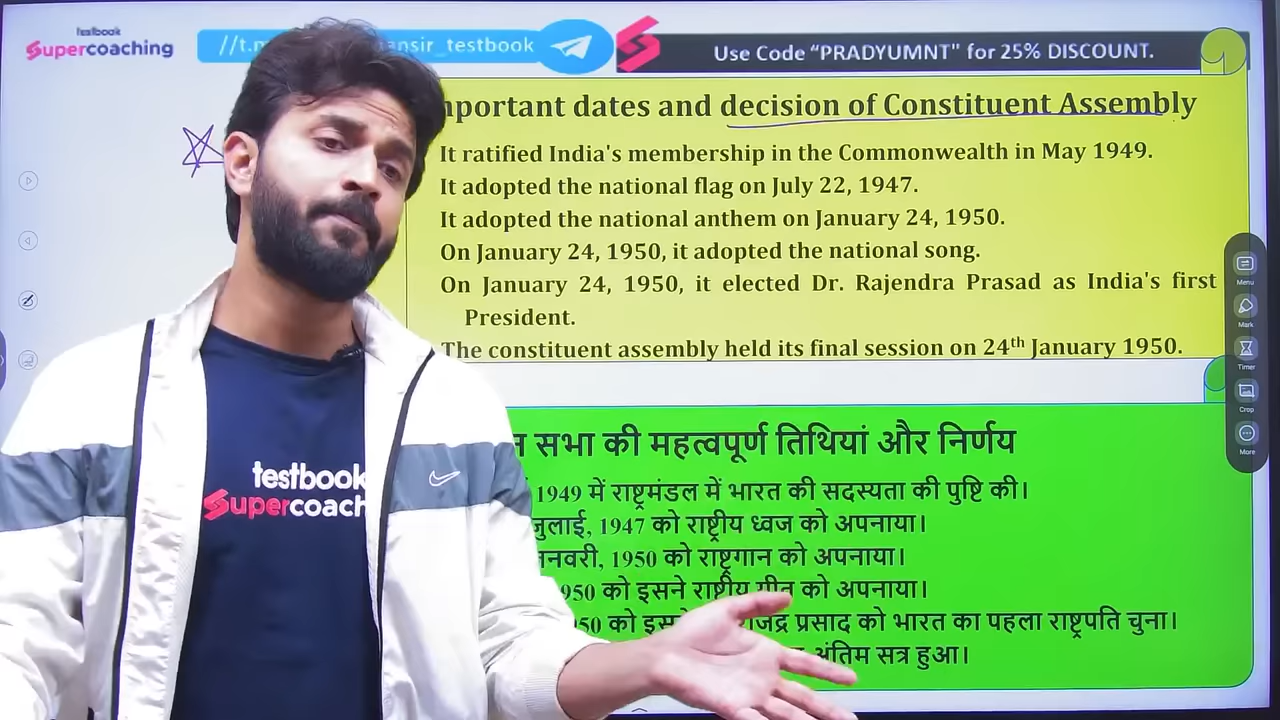 testbook
Supercoaching
//t.m
ansir_testbook
Use Code “PRADYUMNT" for 25% DISCOUNT.
mportant dates and decision of Constituent Assembly
It ratified India's membership in the Commonwealth in May 1949.
It adopted the national flag on July 22, 1947.
It adopted the national anthem on January 24, 1950.
On January 24, 1950, it adopted the national song.
On January 24, 1950, it elected Dr. Rajendra Prasad as India's first
President.
The constituent assembly held its final session on 24th January 1950.
Menu
Mark
Timer
Crop
More
सभा की महत्वपूर्ण तिथियां और निर्णय
1949 में राष्ट्रमंडल में भारत की सदस्यता की पुष्टि की।
जुलाई, 1947 को राष्ट्रीय ध्वज को अपनाया।
जनवरी, 1950 को राष्ट्रगान को अपनाया।
950 को इसने राष्ट्रीय गीत को अपनाया।
50 को इसने प्रसाद को भारत का पहला राष्ट्रपति चुना।
अंतिम सत्र हुआ।
testbook
Supercoach